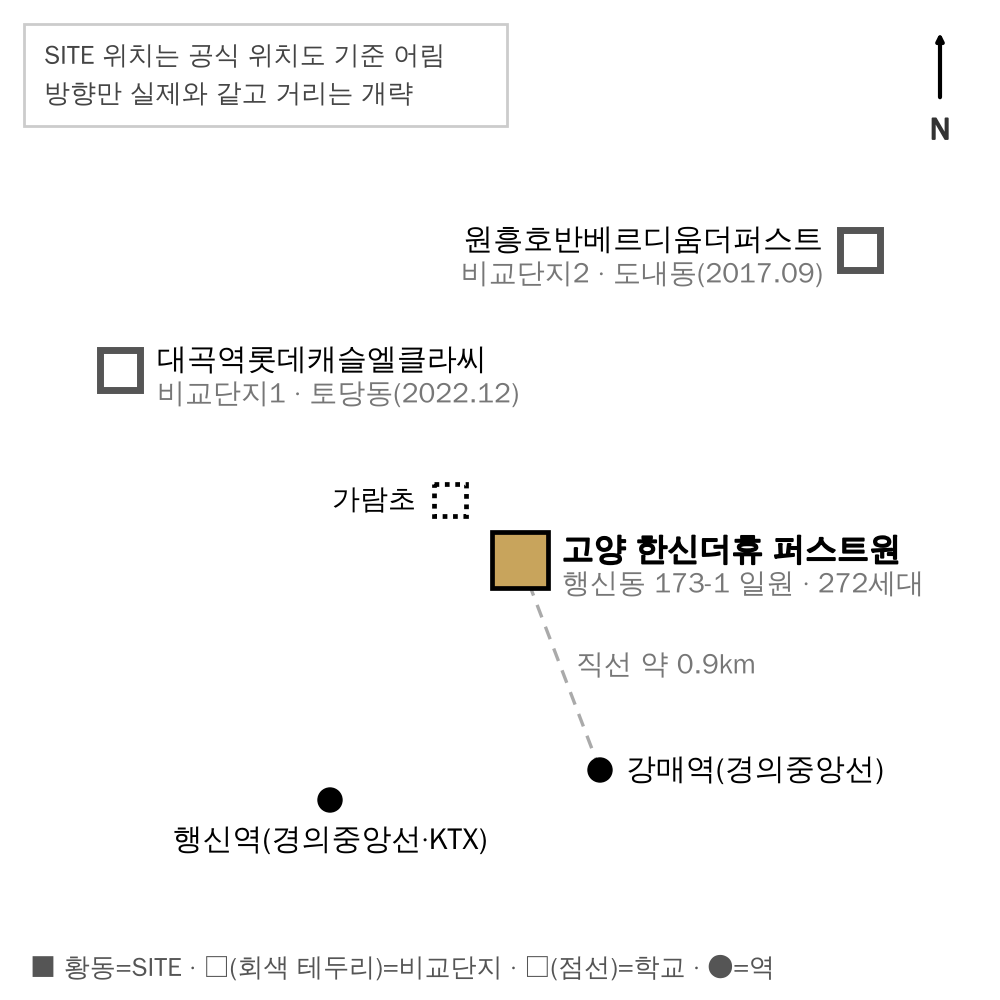 SITE 위치는 공식 위치도 기준 어림
방향만 실제와 같고 거리는 개략
N
원흥호반베르디움더퍼스트
비교단지2 · 도내동(2017.09)
대곡역롯데캐슬엘클라씨
비교단지1 · 토당동(2022.12)
가람초
고양 한신더휴 퍼스트원
행신동 173-1 일원 · 272세대
직선 약 0.9km
강매역(경의중앙선)
행신역(경의중앙선·KTX)
■ 황동=SITE · □(회색 테두리)=비교단지 · □(점선)=학교 · ●=역